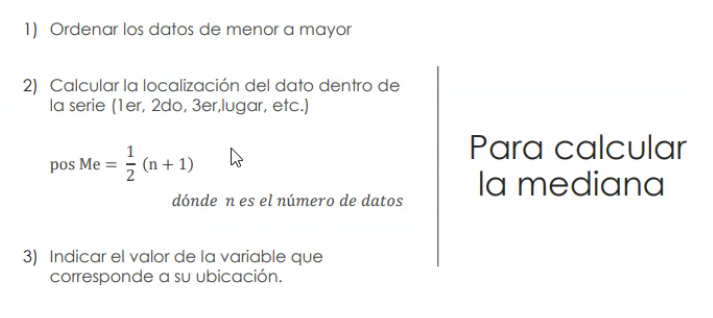 1) Ordenar los datos de menor a mayor
2) Calcular la localización del dato dentro de
la serie (1er, 2do, 3er,lugar, etc.)
pos Me = 1/2 (n + 1)
dónde n es el número de datos
3) Indicar el valor de la variable que
corresponde a su ubicación.
Para calcular
la mediana